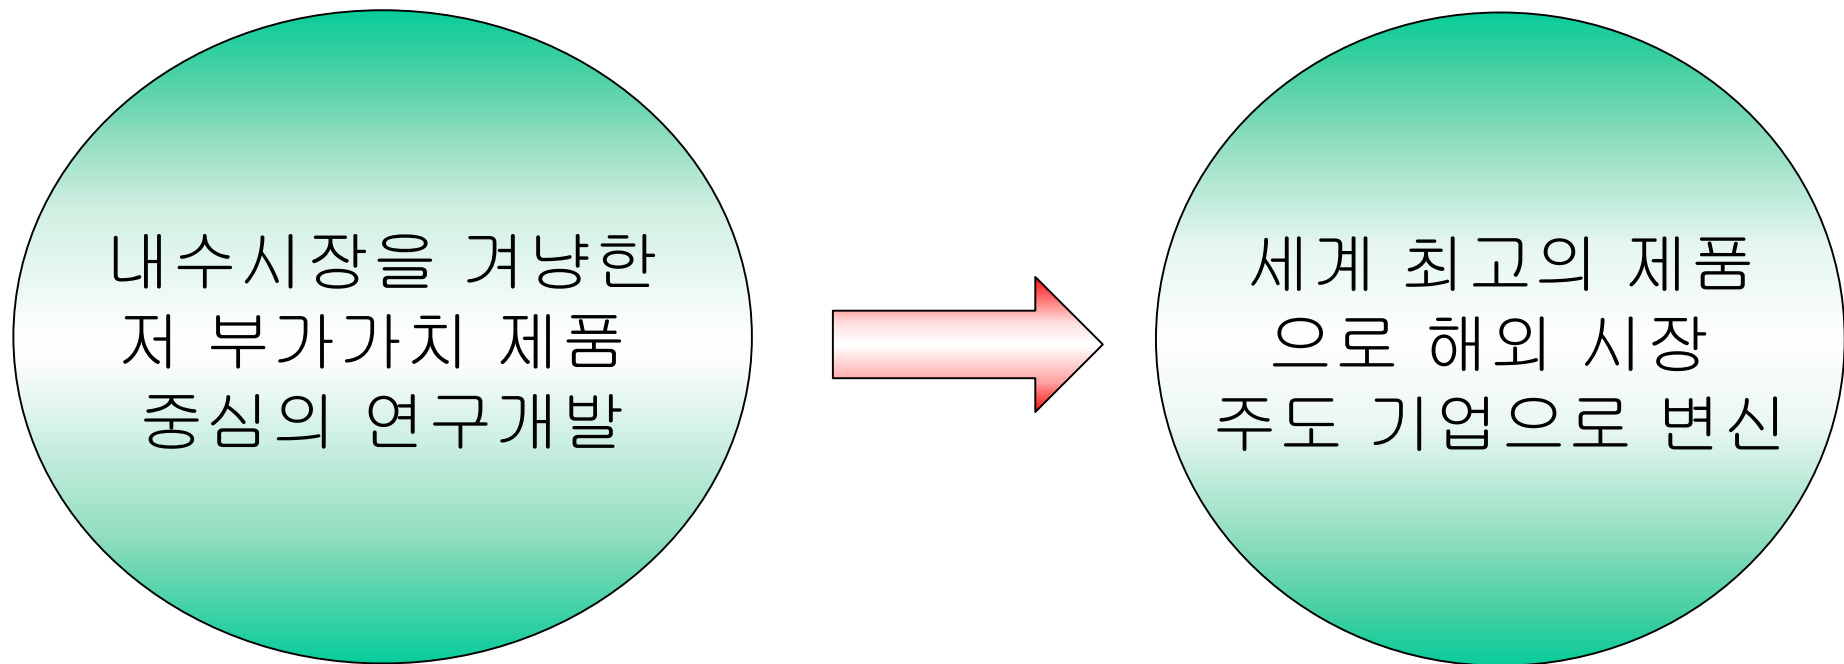 내수시장을 겨냥한
저 부가가치 제품
중심의 연구개발
세계 최고의 제품
으로 해외 시장
주도 기업으로 변신